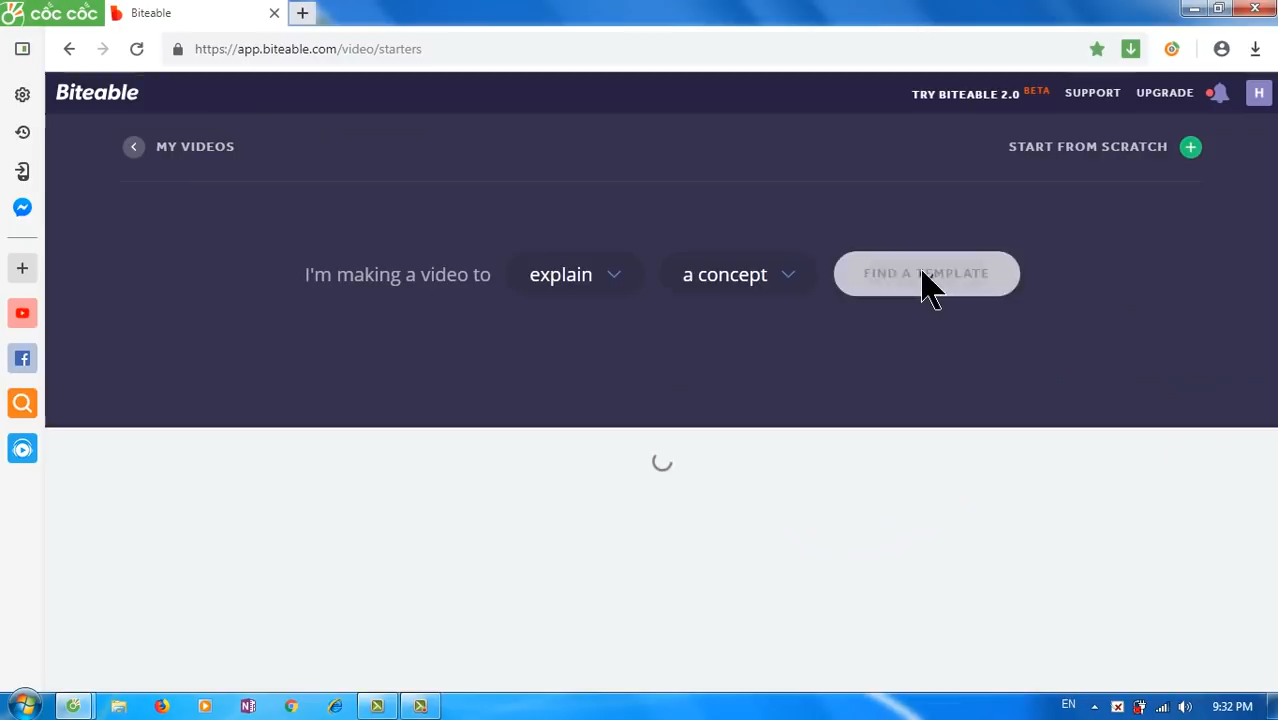 cốc cốc
Biteable
https://app.biteable.com/video/starters
Biteable
TRY BITEABLE 2.0 BETA
SUPPORT
UPGRADE
H
MY VIDEOS
START FROM SCRATCH
I'm making a video to explain a concept FIND A TEMPLATE
EN
9:32 PM